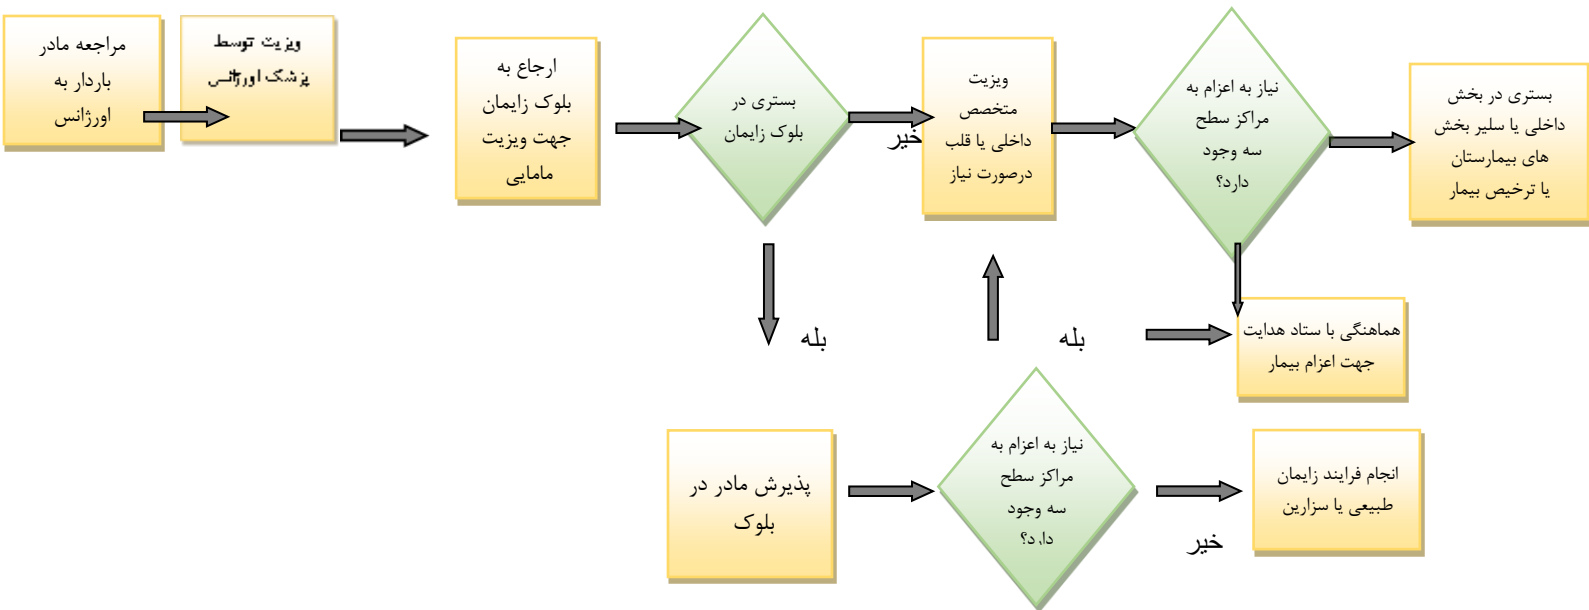 مراجعه مادر
باردار به
اورژانس
ویزیت توسط
پزشک اورژانس
ارجاع به
بلوک زایمان
جهت ویزیت
مامایی
بستری در
بلوک زایمان
خیر
ویزیت
متخصص
داخلی یا قلب
درصورت نیاز
نیاز به اعزام به
مراکز سطح
سه وجود
دارد؟
بستری در بخش
داخلی یا سایر بخش
های بیمارستان
یا ترخیص بیمار
بله
بله
هماهنگی با ستاد هدایت
جهت اعزام بیمار
پذیرش مادر در
بلوک
نیاز به اعزام به
مراکز سطح
سه وجود
دارد؟
خیر
انجام فرایند زایمان
طبیعی یا سزارین